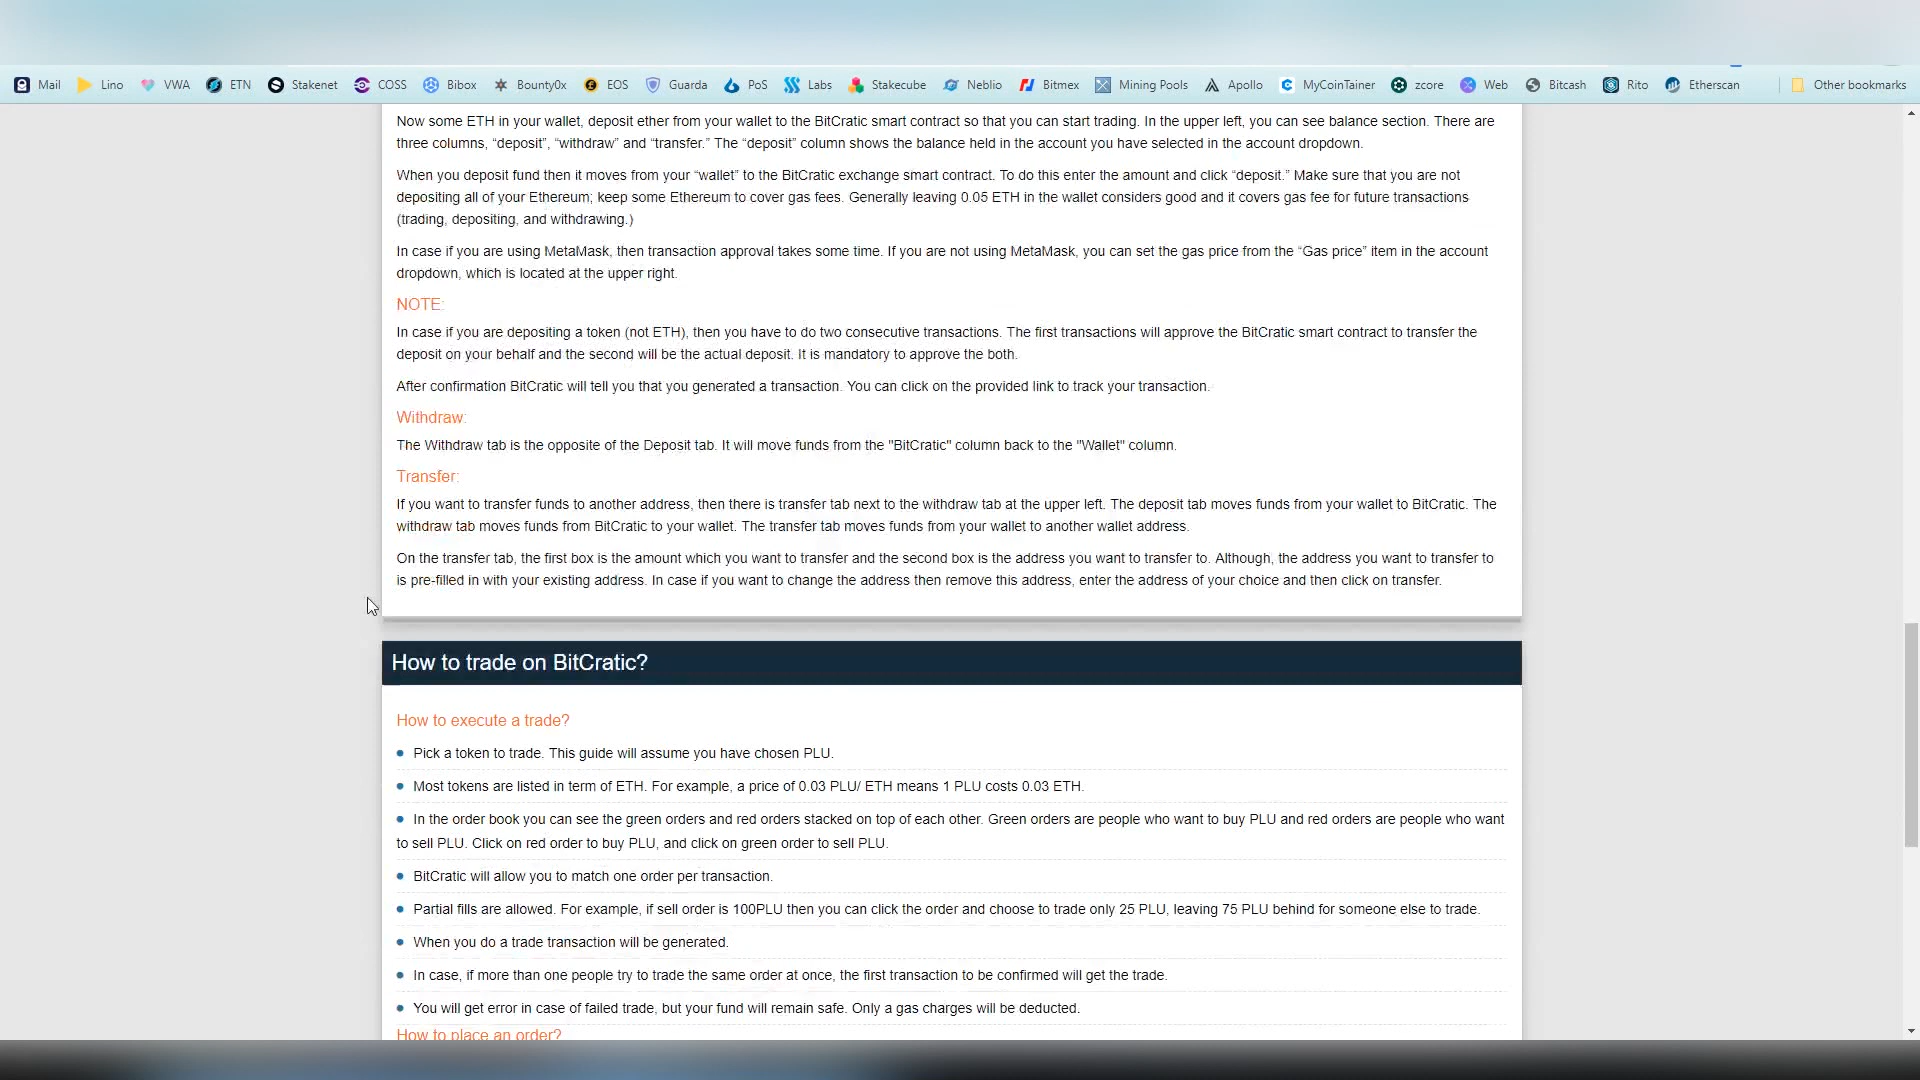 Mail Lino VWA ETN Stakenet COSS Bibox Bounty0x EOS Guarda PoS Labs Stakecube Neblio Bitmex Mining Pools Apollo MyCoinTainer zcore Web Bitcash Rito Etherscan Other bookmarks
Now some ETH in your wallet, deposit ether from your wallet to the BitCratic smart contract so that you can start trading. In the upper left, you can see balance section. There are
three columns, “deposit”, “withdraw” and “transfer.” The “deposit” column shows the balance held in the account you have selected in the account dropdown.
When you deposit fund then it moves from your “wallet” to the BitCratic exchange smart contract. To do this enter the amount and click “deposit.” Make sure that you are not
depositing all of your Ethereum; keep some Ethereum to cover gas fees. Generally leaving 0.05 ETH in the wallet considers good and it covers gas fee for future transactions
(trading, depositing, and withdrawing.)
In case if you are using MetaMask, then transaction approval takes some time. If you are not using MetaMask, you can set the gas price from the “Gas price” item in the account
dropdown, which is located at the upper right.
NOTE:
In case if you are depositing a token (not ETH), then you have to do two consecutive transactions. The first transactions will approve the BitCratic smart contract to transfer the
deposit on your behalf and the second will be the actual deposit. It is mandatory to approve the both.
After confirmation BitCratic will tell you that you generated a transaction. You can click on the provided link to track your transaction.
Withdraw:
The Withdraw tab is the opposite of the Deposit tab. It will move funds from the "BitCratic" column back to the "Wallet" column.
Transfer:
If you want to transfer funds to another address, then there is transfer tab next to the withdraw tab at the upper left. The deposit tab moves funds from your wallet to BitCratic. The
withdraw tab moves funds from BitCratic to your wallet. The transfer tab moves funds from your wallet to another wallet address.
On the transfer tab, the first box is the amount which you want to transfer and the second box is the address you want to transfer to. Although, the address you want to transfer to
is pre-filled in with your existing address. In case if you want to change the address then remove this address, enter the address of your choice and then click on transfer.
How to trade on BitCratic?
How to execute a trade?
Pick a token to trade. This guide will assume you have chosen PLU.
Most tokens are listed in term of ETH. For example, a price of 0.03 PLU/ ETH means 1 PLU costs 0.03 ETH.
In the order book you can see the green orders and red orders stacked on top of each other. Green orders are people who want to buy PLU and red orders are people who want
to sell PLU. Click on red order to buy PLU, and click on green order to sell PLU.
BitCratic will allow you to match one order per transaction.
Partial fills are allowed. For example, if sell order is 100PLU then you can click the order and choose to trade only 25 PLU, leaving 75 PLU behind for someone else to trade.
When you do a trade transaction will be generated.
In case, if more than one people try to trade the same order at once, the first transaction to be confirmed will get the trade.
You will get error in case of failed trade, but your fund will remain safe. Only a gas charges will be deducted.
How to place an order?